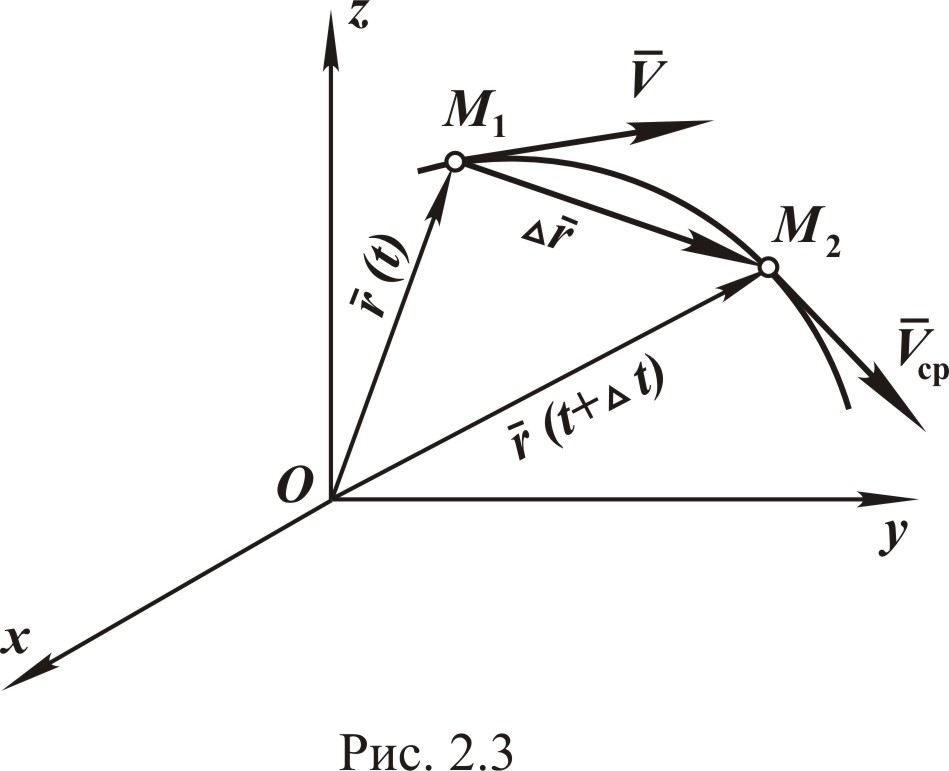 z
V̅
M₁
M₂
Δr̅
r̅ (t)
V̅ср
r̅ (t+Δt)
O
y
x
Рис. 2.3